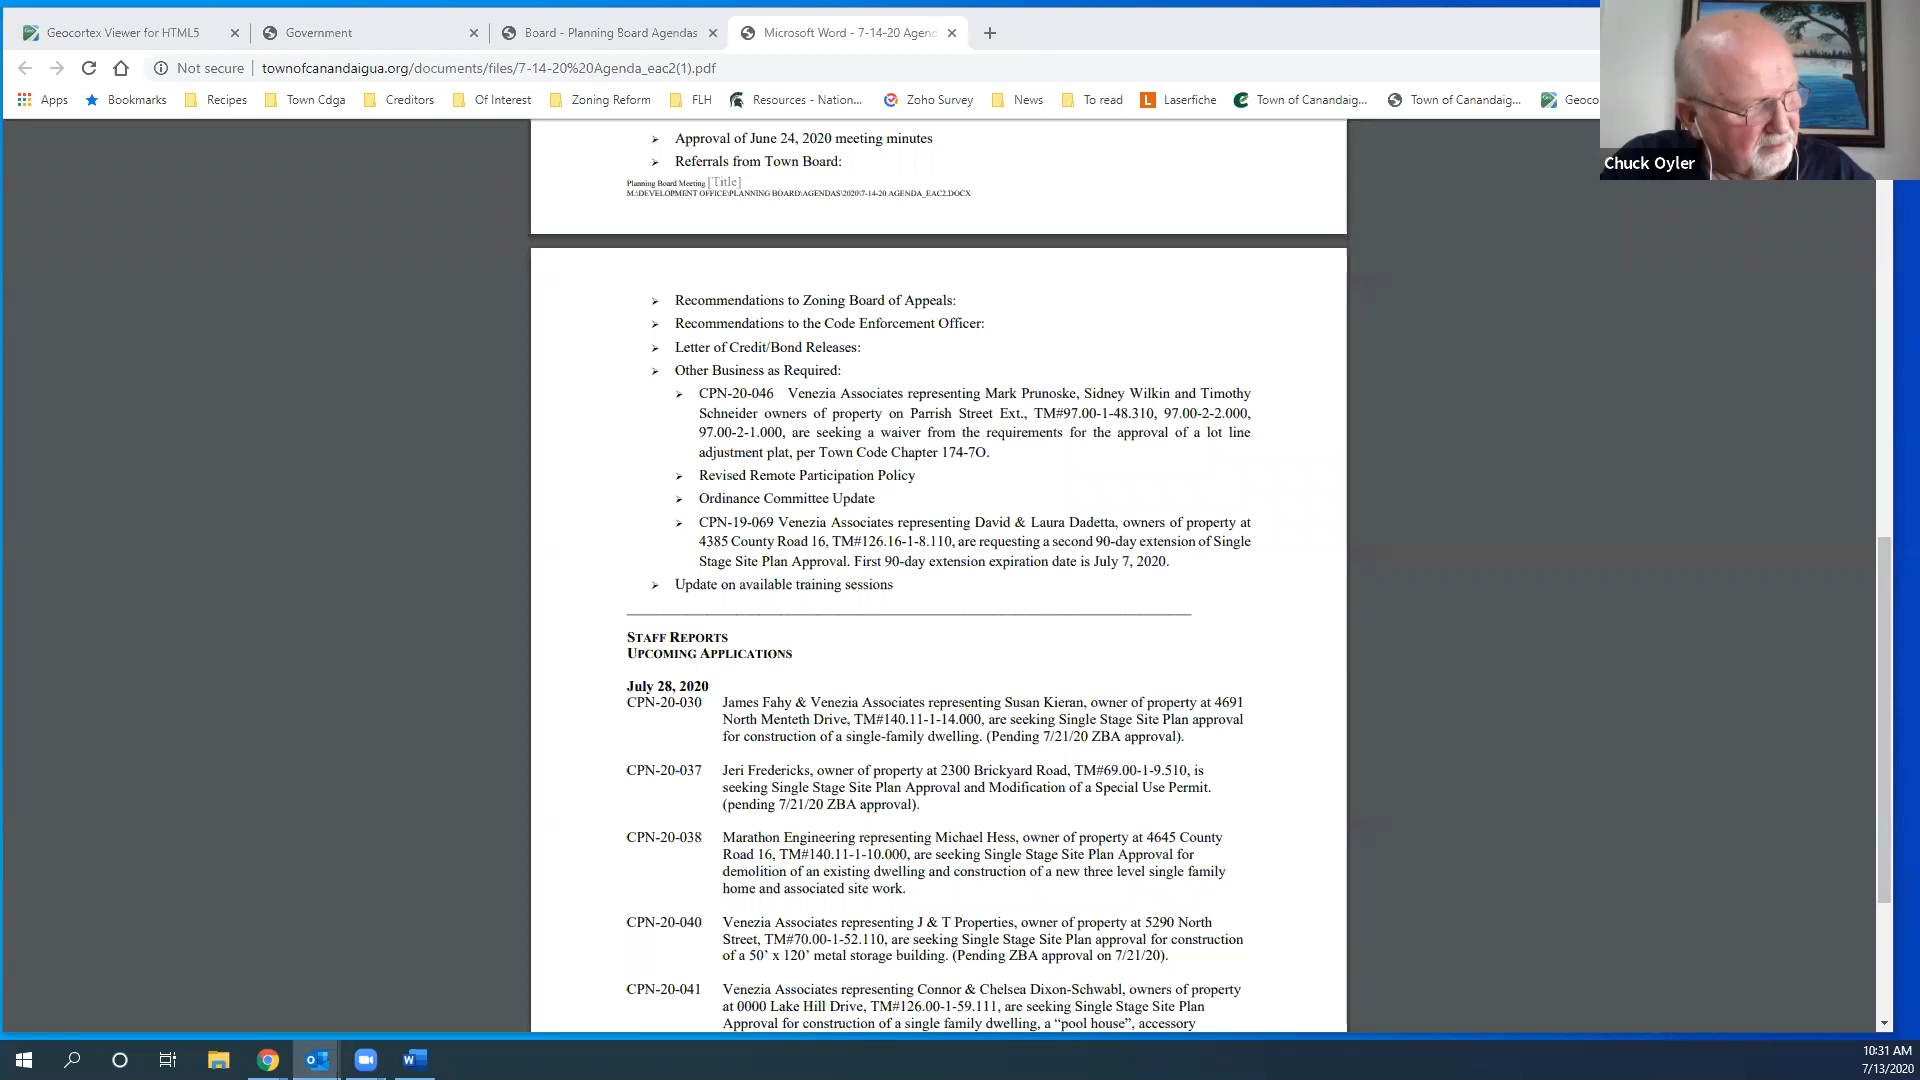 Geocortex Viewer for HTML5
Government
Board - Planning Board Agendas
Microsoft Word - 7-14-20 Agend
Not secure
townofcanandaigua.org/documents/files/7-14-20%20Agenda_eac2(1).pdf
Apps
Bookmarks
Recipes
Town Cdga
Creditors
Of Interest
Zoning Reform
FLH
Resources - Nation...
Zoho Survey
News
To read
Laserfiche
Town of Canandaig...
Town of Canandaig...
Geoco
Chuck Oyler
Approval of June 24, 2020 meeting minutes
Referrals from Town Board:
Planning Board Meeting [Title]
M:\DEVELOPMENT OFFICE\PLANNING BOARD\AGENDAS\2020\7-14-20 AGENDA_EAC2.DOCX
Recommendations to Zoning Board of Appeals:
Recommendations to the Code Enforcement Officer:
Letter of Credit/Bond Releases:
Other Business as Required:
CPN-20-046 Venezia Associates representing Mark Prunoske, Sidney Wilkin and Timothy
Schneider owners of property on Parrish Street Ext., TM#97.00-1-48.310, 97.00-2-2.000,
97.00-2-1.000, are seeking a waiver from the requirements for the approval of a lot line
adjustment plat, per Town Code Chapter 174-7O.
Revised Remote Participation Policy
Ordinance Committee Update
CPN-19-069 Venezia Associates representing David & Laura Dadetta, owners of property at
4385 County Road 16, TM#126.16-1-8.110, are requesting a second 90-day extension of Single
Stage Site Plan Approval. First 90-day extension expiration date is July 7, 2020.
Update on available training sessions
STAFF REPORTS
UPCOMING APPLICATIONS
July 28, 2020
CPN-20-030 James Fahy & Venezia Associates representing Susan Kieran, owner of property at 4691
North Menteth Drive, TM#140.11-1-14.000, are seeking Single Stage Site Plan approval
for construction of a single-family dwelling. (Pending 7/21/20 ZBA approval).
CPN-20-037 Jeri Fredericks, owner of property at 2300 Brickyard Road, TM#69.00-1-9.510, is
seeking Single Stage Site Plan Approval and Modification of a Special Use Permit.
(pending 7/21/20 ZBA approval).
CPN-20-038 Marathon Engineering representing Michael Hess, owner of property at 4645 County
Road 16, TM#140.11-1-10.000, are seeking Single Stage Site Plan Approval for
demolition of an existing dwelling and construction of a new three level single family
home and associated site work.
CPN-20-040 Venezia Associates representing J & T Properties, owner of property at 5290 North
Street, TM#70.00-1-52.110, are seeking Single Stage Site Plan approval for construction
of a 50’ x 120’ metal storage building. (Pending ZBA approval on 7/21/20).
CPN-20-041 Venezia Associates representing Connor & Chelsea Dixon-Schwabl, owners of property
at 0000 Lake Hill Drive, TM#126.00-1-59.111, are seeking Single Stage Site Plan
Approval for construction of a single family dwelling, a “pool house”, accessory
10:31 AM
7/13/2020